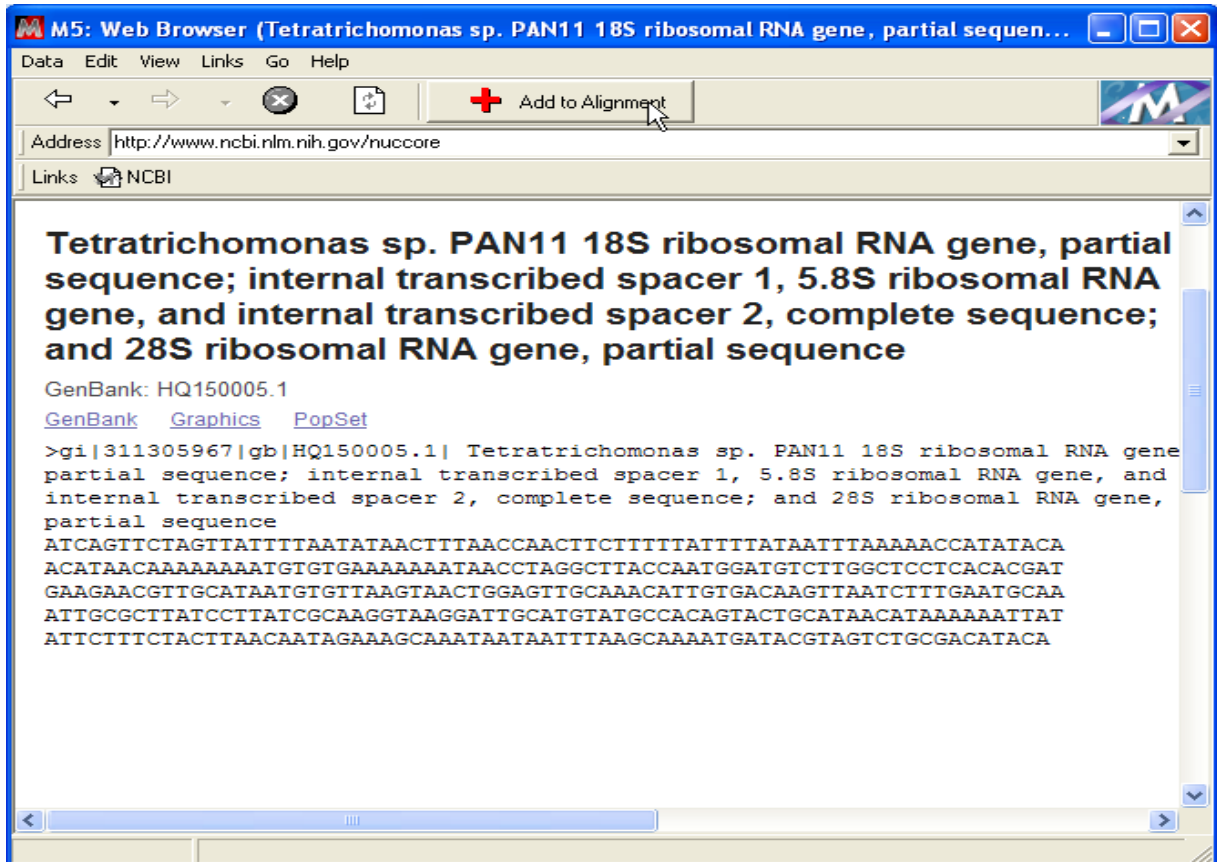 M5: Web Browser (Tetratrichomonas sp. PAN11 18S ribosomal RNA gene, partial sequen...
Data Edit View Links Go Help
Add to Alignment
Address http://www.ncbi.nlm.nih.gov/nuccore
Links NCBI
Tetratrichomonas sp. PAN11 18S ribosomal RNA gene, partial
sequence; internal transcribed spacer 1, 5.8S ribosomal RNA
gene, and internal transcribed spacer 2, complete sequence;
and 28S ribosomal RNA gene, partial sequence
GenBank: HQ150005.1
GenBank Graphics PopSet
>gi|311305967|gb|HQ150005.1| Tetratrichomonas sp. PAN11 18S ribosomal RNA gene
partial sequence; internal transcribed spacer 1, 5.8S ribosomal RNA gene, and
internal transcribed spacer 2, complete sequence; and 28S ribosomal RNA gene,
partial sequence
ATCAGTTCTAGTTATTTTAATATAACTTTAACCAACTTCTTTTTATTTTATAATTTAAAAACCATATACA
ACATAACAAAAAAAATGTGTGAAAAAAATAACCTAGGCTTACCAATGGATGTCTTGGCTCCTCACACGAT
GAAGAACGTTGCATAATGTGTTAAGTAACTGGAGTTGCAAACATTGTGACAAGTTAATCTTTGAATGCAA
ATTGCGCTTATCCTTATCGCAAGGTAAGGATTGCATGTATGCCACAGTACTGCATAACATAAAAAATTAT
ATTCTTTCTACTTAACAATAGAAAGCAAATAATAATTTAAGCAAAATGATACGTAGTCTGCGACATACA